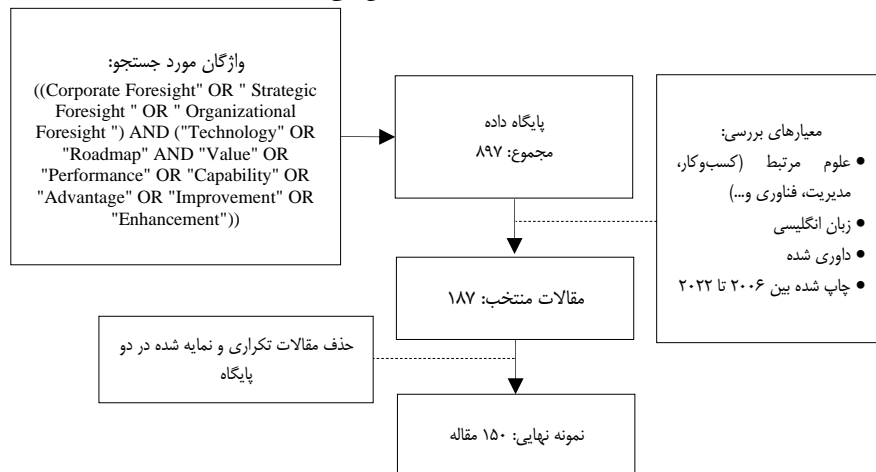 واژگان مورد جستجو:
((Corporate Foresight" OR " Strategic
Foresight " OR " Organizational
Foresight ") AND ("Technology" OR
"Roadmap" AND "Value" OR
"Performance" OR "Capability" OR
"Advantage" OR "Improvement" OR
"Enhancement"))
پایگاه داده
مجموع: ۸۹۷
معیارهای بررسی:
● علوم مرتبط (کسب‌وکار،
مدیریت، فناوری و...)
● زبان انگلیسی
● داوری شده
● چاپ شده بین ۲۰۰۶ تا ۲۰۲۲
مقالات منتخب: ۱۸۷
حذف مقالات تکراری و نمایه شده در دو
پایگاه
نمونه نهایی: ۱۵۰ مقاله